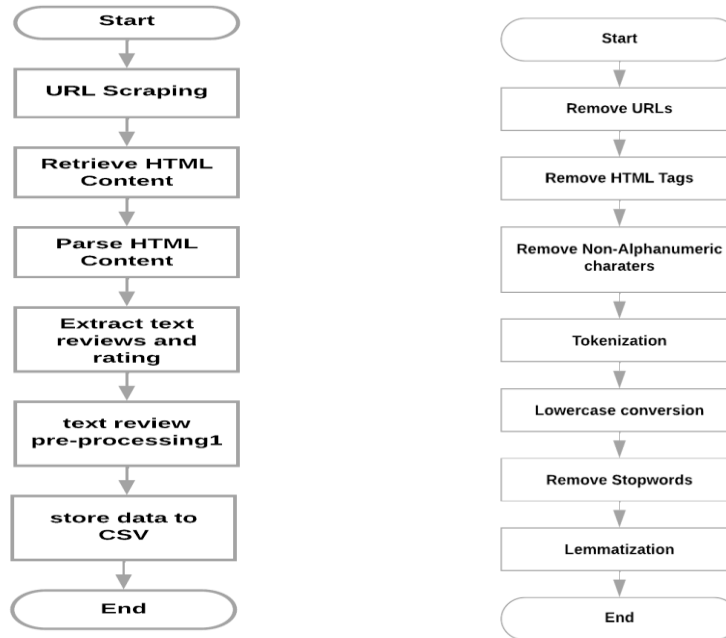 Start
URL Scraping
Retrieve HTML
Content
Parse HTML
Content
Extract text
reviews and
rating
text review
pre-processing1
store data to
CSV
End
Start
Remove URLs
Remove HTML Tags
Remove Non-Alphanumeric
charaters
Tokenization
Lowercase conversion
Remove Stopwords
Lemmatization
End